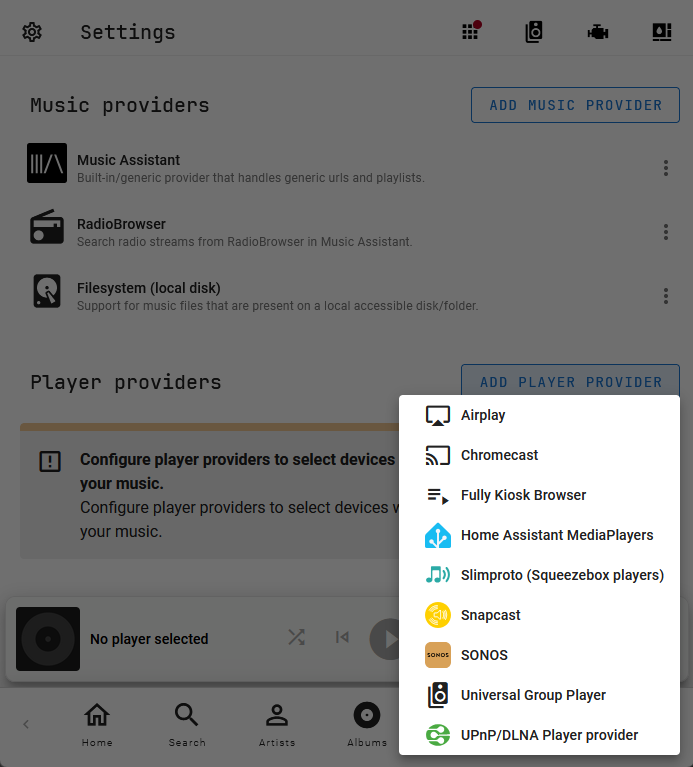 Settings
Music providers
ADD MUSIC PROVIDER
Music Assistant
Built-in/generic provider that handles generic urls and playlists.
RadioBrowser
Search radio streams from RadioBrowser in Music Assistant.
Filesystem (local disk)
Support for music files that are present on a local accessible disk/folder.
Player providers
ADD PLAYER PROVIDER
Configure player providers to select devices
your music.
Configure player providers to select devices
your music.
Airplay
Chromecast
Fully Kiosk Browser
Home Assistant MediaPlayers
Slimproto (Squeezebox players)
Snapcast
SONOS
SONOS
Universal Group Player
UPnP/DLNA Player provider
No player selected
Home
Search
Artists
Albums